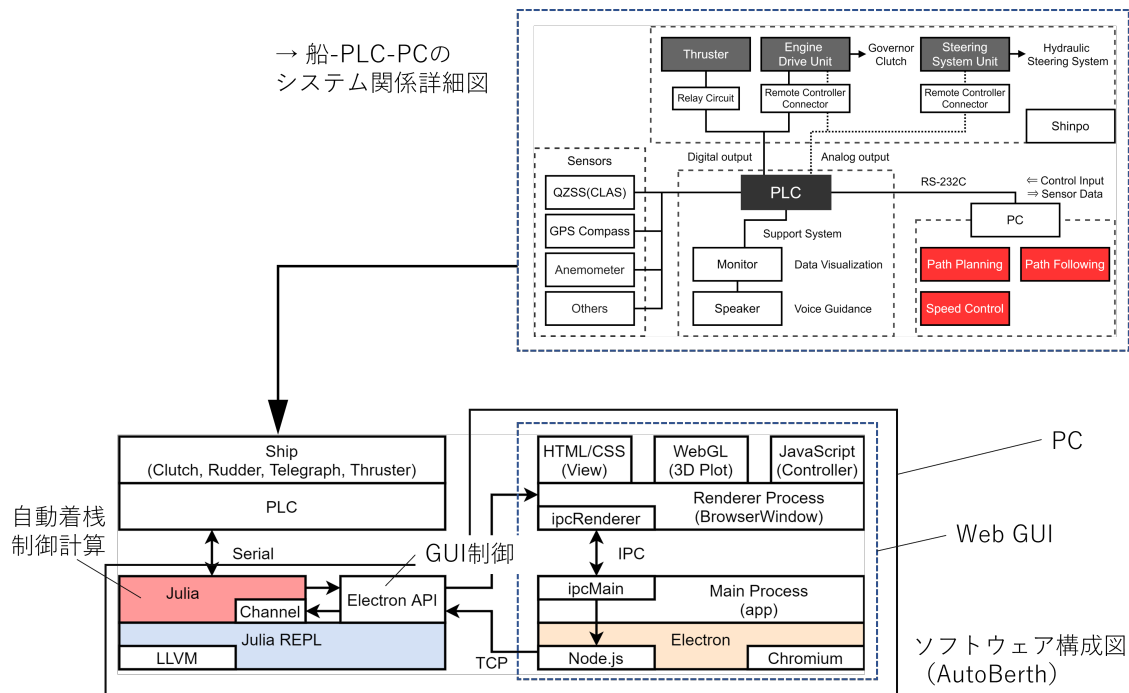 → 船-PLC-PCの
システム関係詳細図
Thruster
Engine
Drive Unit
Governor
Clutch
Steering
System Unit
Hydraulic
Steering System
Relay Circuit
Remote Controller
Connector
Remote Controller
Connector
Shinpo
Digital output
Analog output
Sensors
QZSS(CLAS)
GPS Compass
Anemometer
Others
PLC
RS-232C
⇐ Control Input
⇒ Sensor Data
PC
Support System
Monitor
Data Visualization
Speaker
Voice Guidance
Path Planning
Path Following
Speed Control
Ship
(Clutch, Rudder, Telegraph, Thruster)
PLC
HTML/CSS
(View)
WebGL
(3D Plot)
JavaScript
(Controller)
Renderer Process
(BrowserWindow)
ipcRenderer
PC
自動着桟
制御計算
Serial
GUI制御
IPC
Web GUI
Julia
Channel
Electron API
ipcMain
Main Process
(app)
Julia REPL
LLVM
TCP
Electron
Node.js
Chromium
ソフトウェア構成図
（AutoBerth）